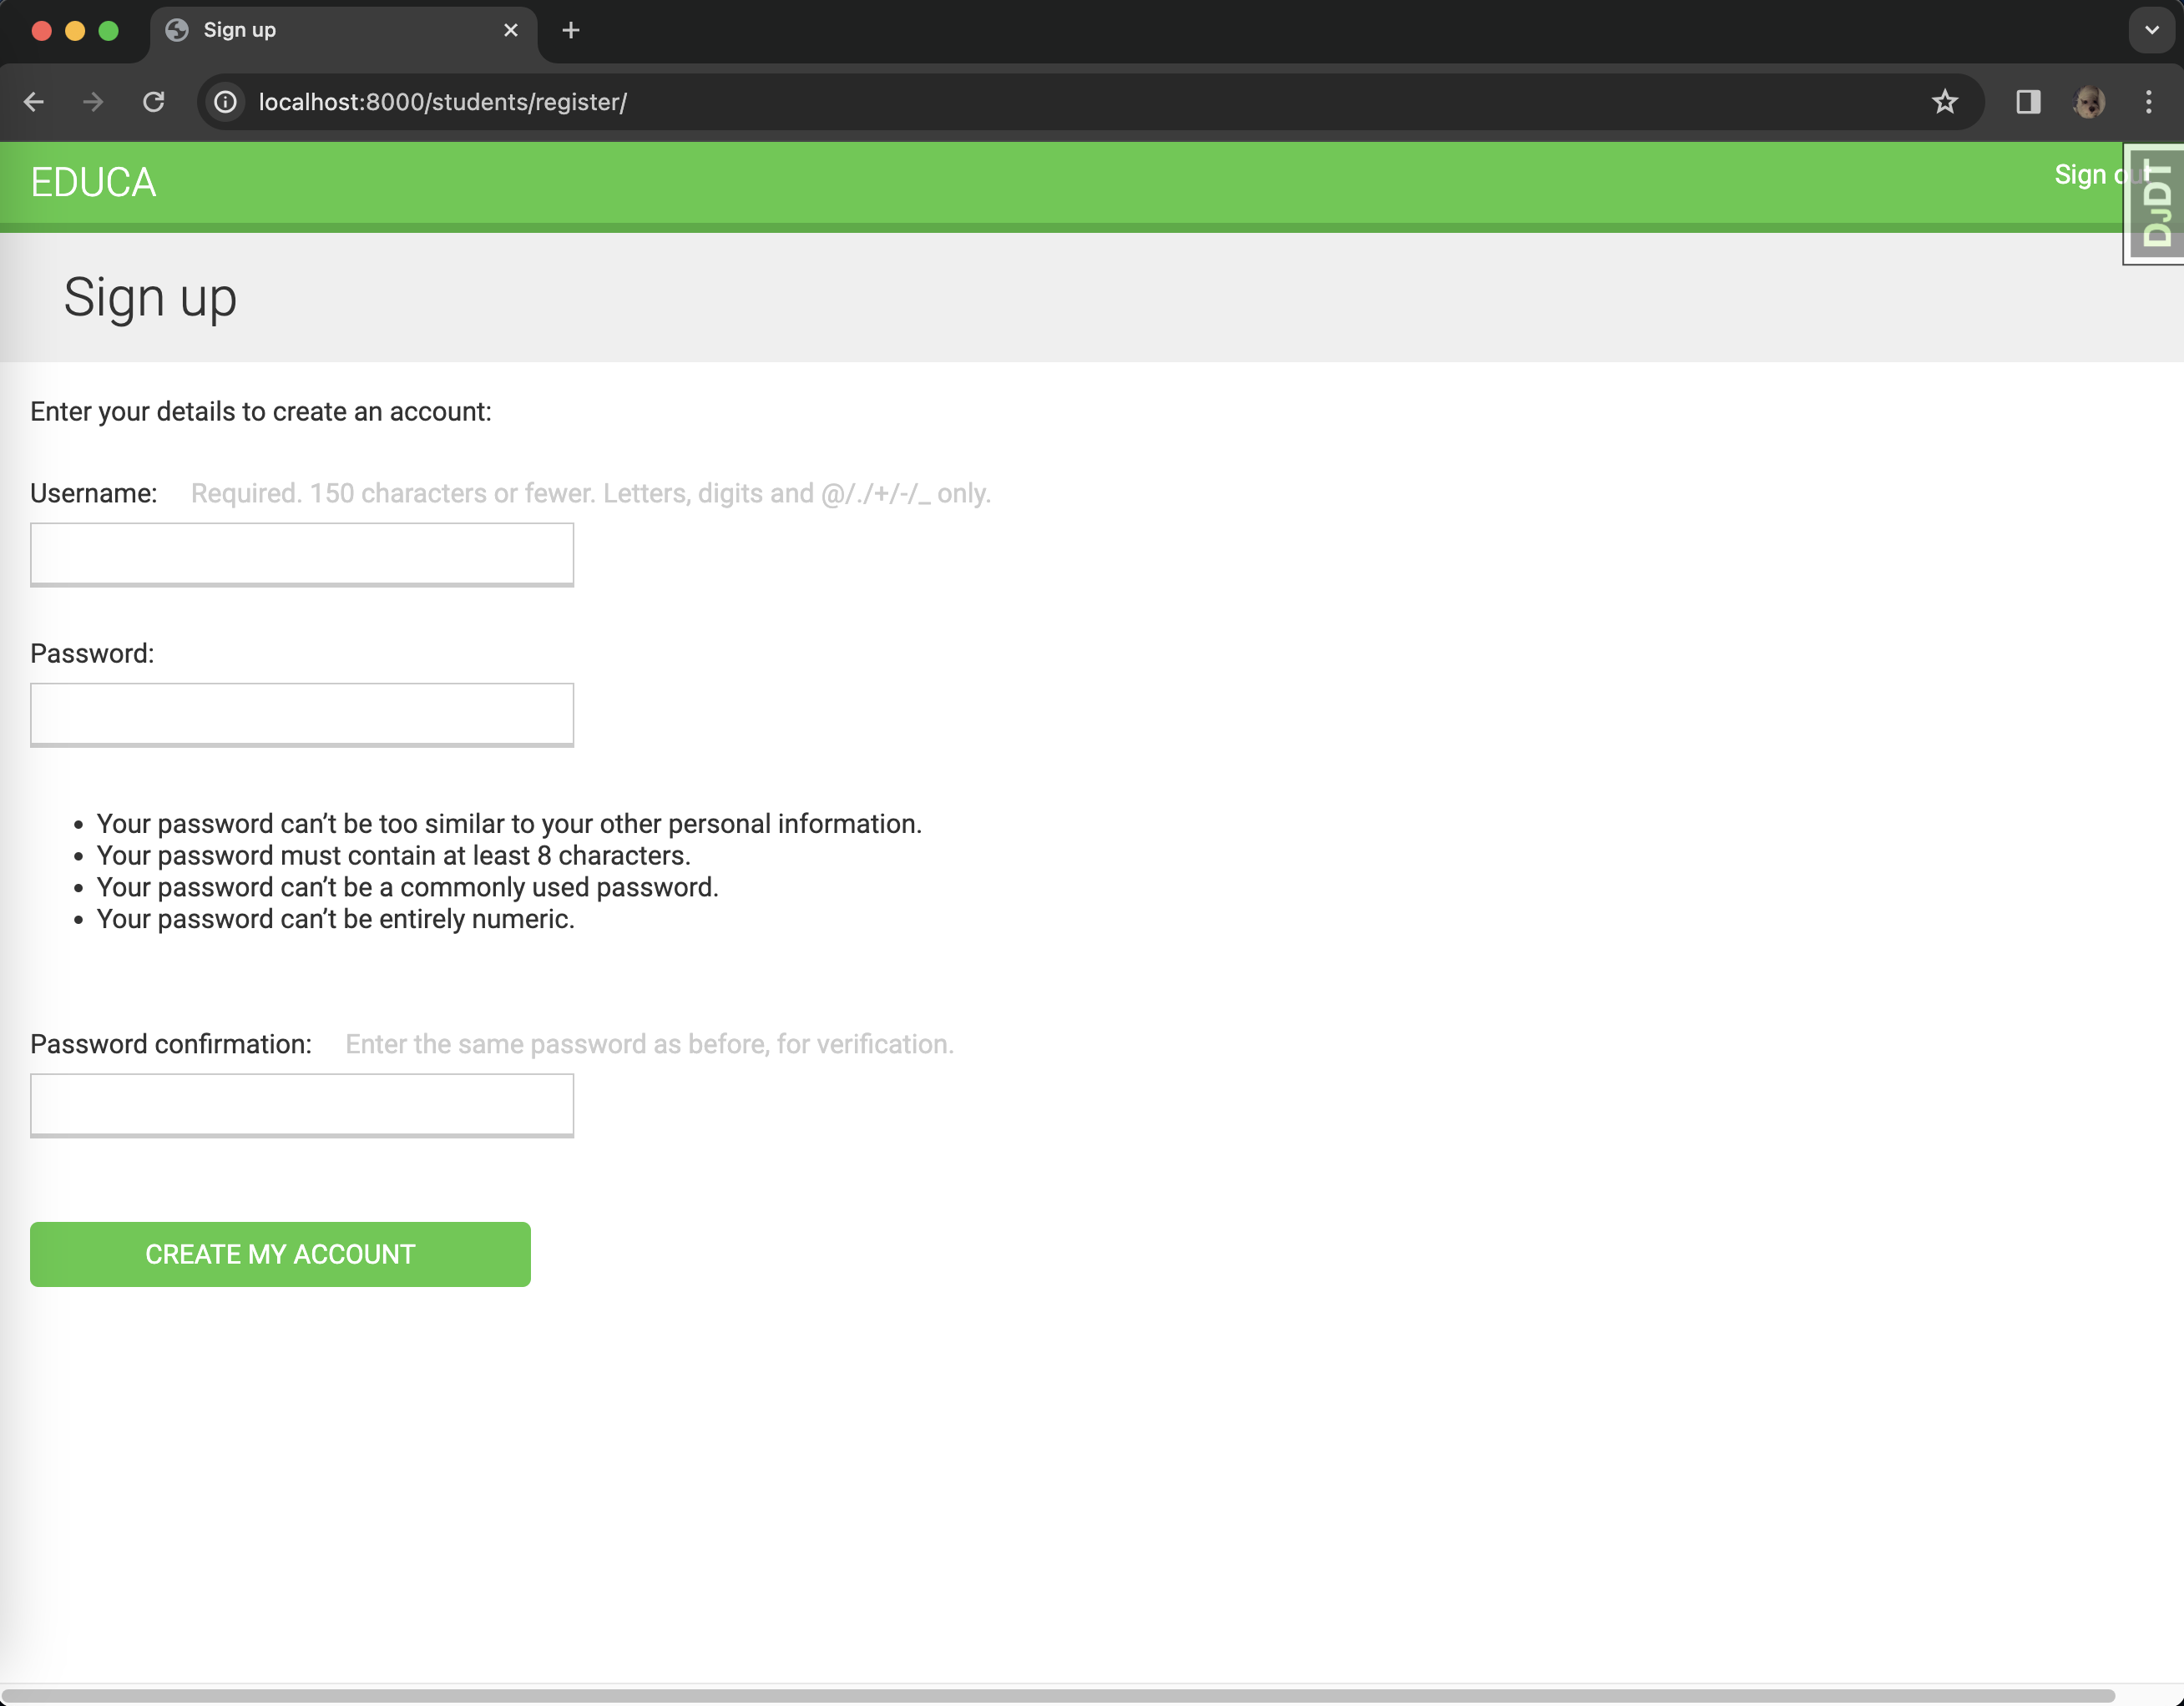 Sign up
localhost:8000/students/register/
EDUCA
Sign out
DJDT
Sign up
Enter your details to create an account:
Username: Required. 150 characters or fewer. Letters, digits and @/./+/-/_ only.
Password:
• Your password can’t be too similar to your other personal information.
• Your password must contain at least 8 characters.
• Your password can’t be a commonly used password.
• Your password can’t be entirely numeric.
Password confirmation: Enter the same password as before, for verification.
CREATE MY ACCOUNT